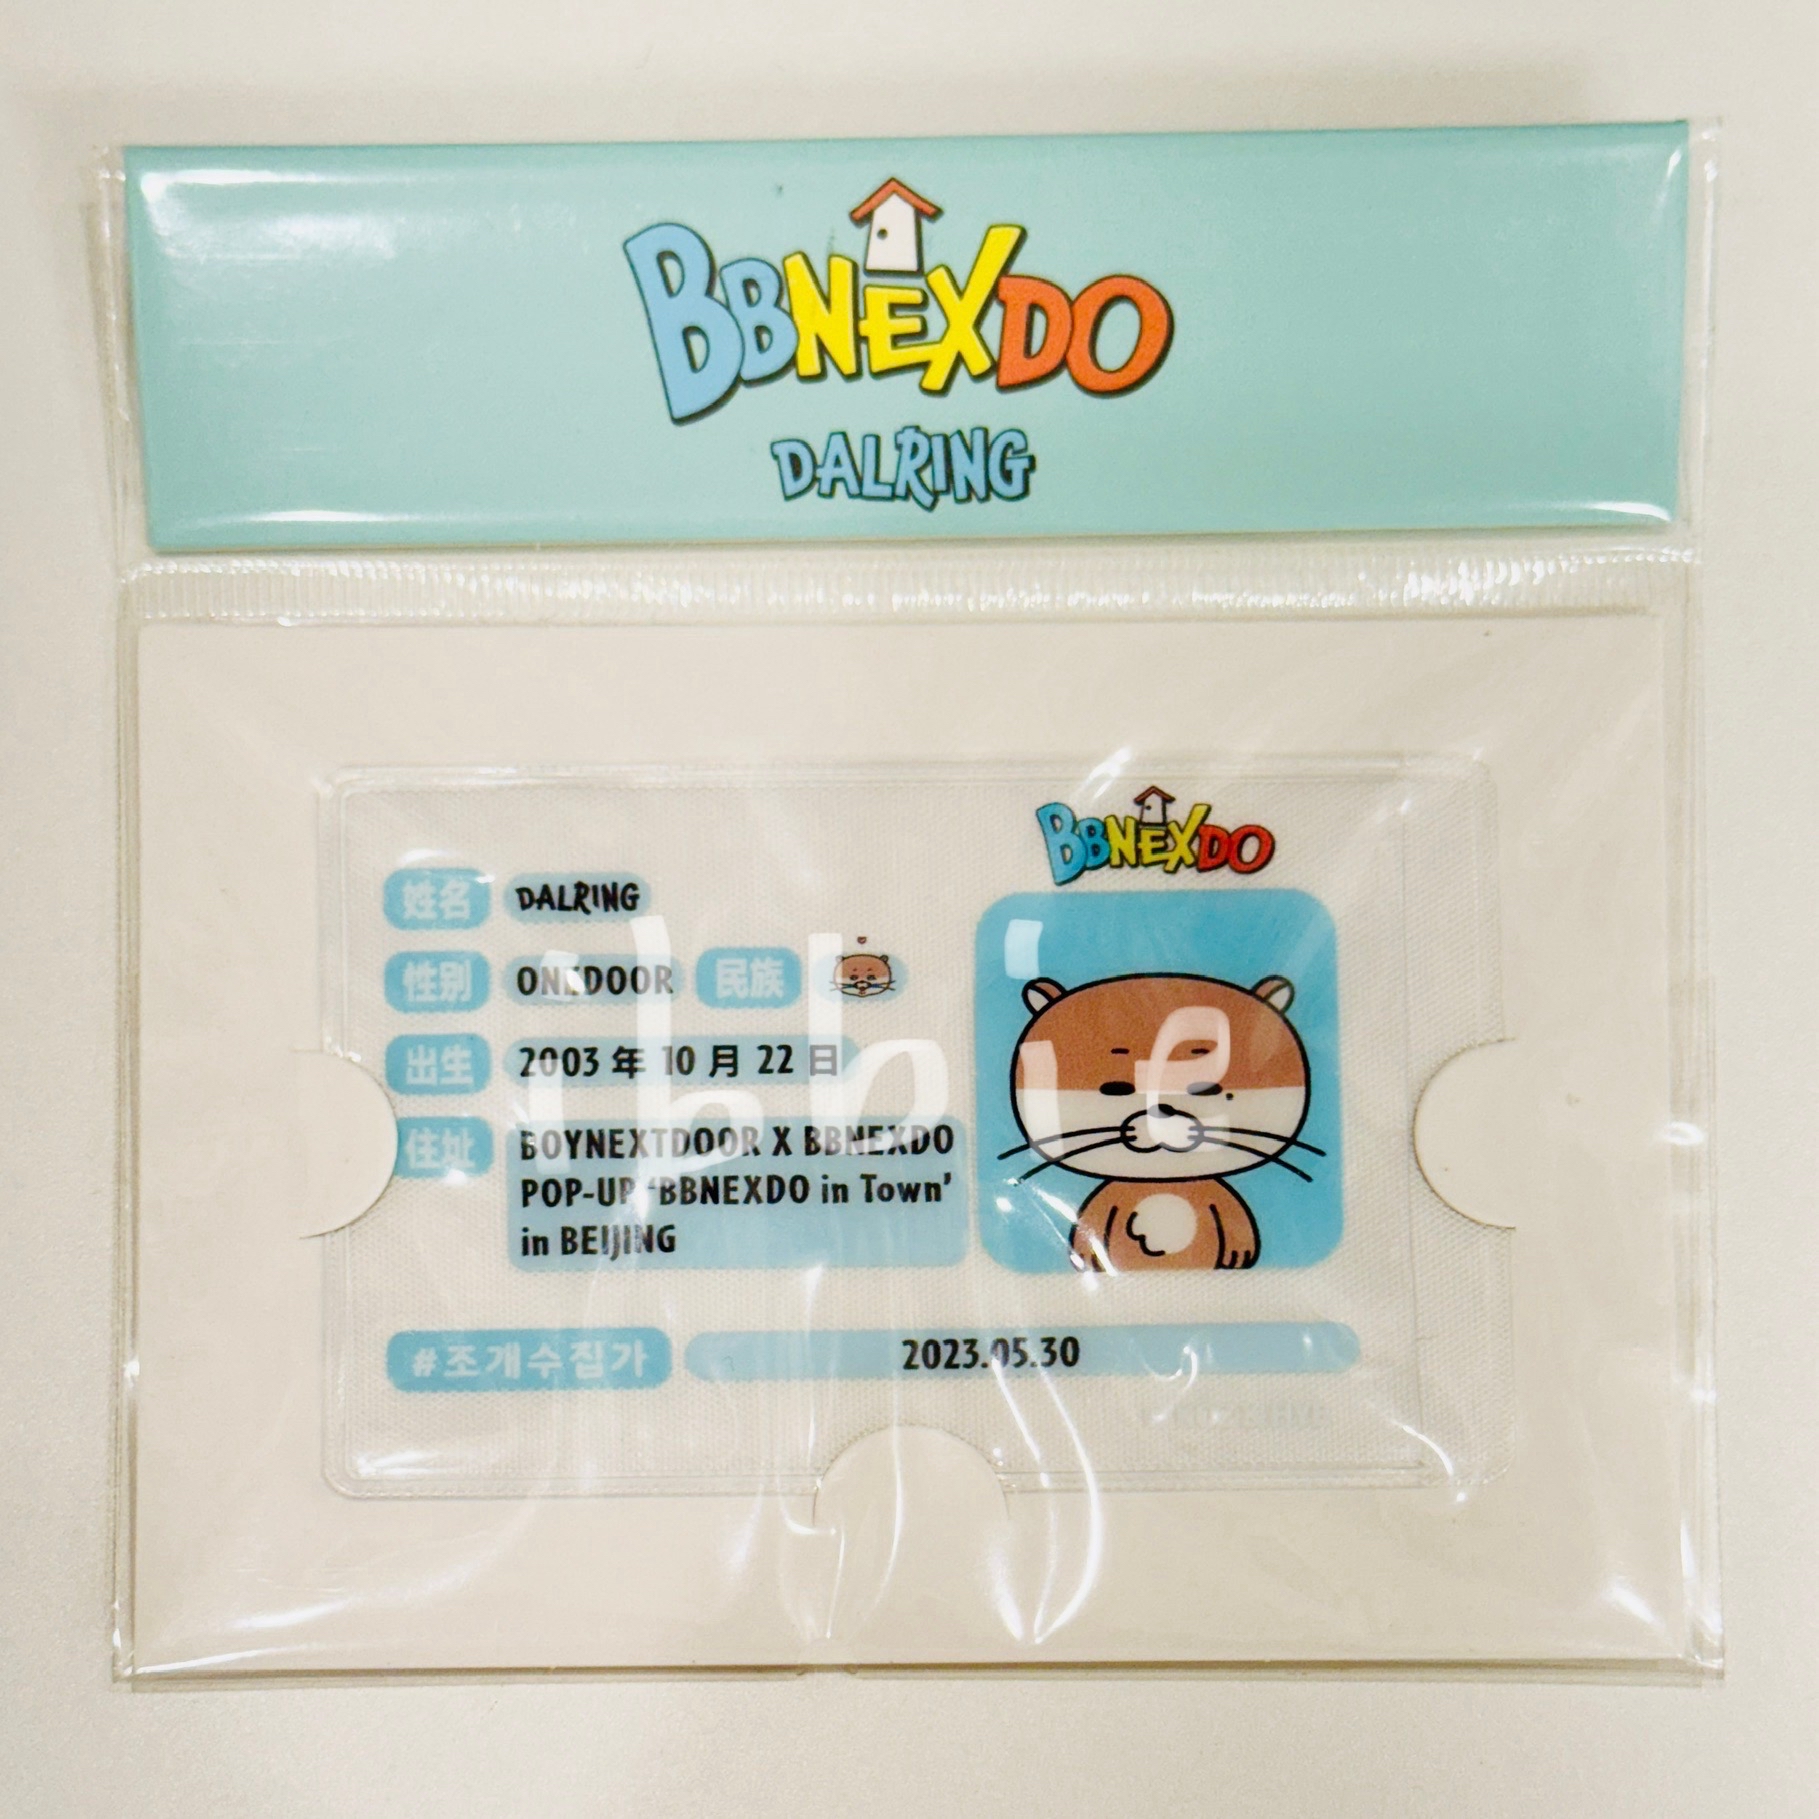 BBNEXDO
DALRING
BBNEXDO
姓名 DALRING
性别 ONEDOOR 民族
出生 2003 年 10 月 22 日
住址 BOYNEXTDOOR X BBNEXDO
POP-UP ‘BBNEXDO in Town’
in BEIJING
#조개수집가 2023.05.30